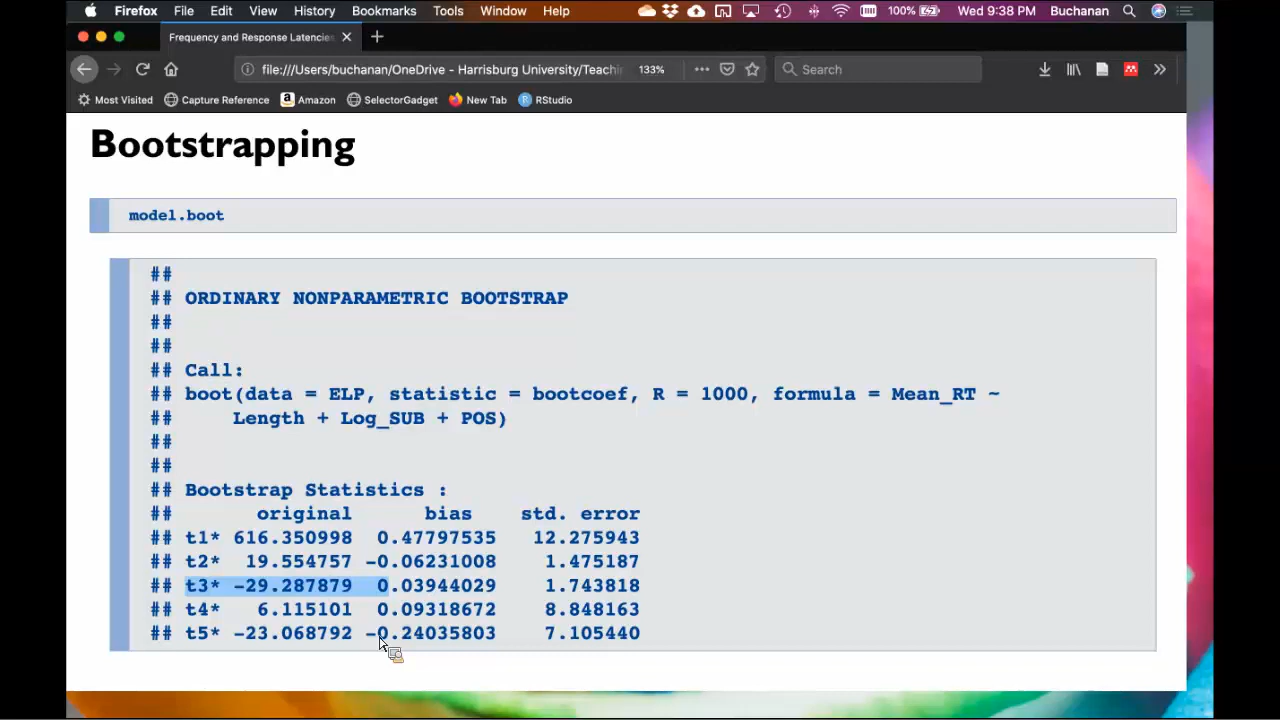 Firefox File Edit View History Bookmarks Tools Window Help 100% Wed 9:38 PM Buchanan
Frequency and Response Latencies
file:///Users/buchanan/OneDrive - Harrisburg University/Teachin 133% Search
Most Visited Capture Reference Amazon SelectorGadget New Tab RStudio
Bootstrapping
model.boot
##
## ORDINARY NONPARAMETRIC BOOTSTRAP
##
##
## Call:
## boot(data = ELP, statistic = bootcoef, R = 1000, formula = Mean_RT ~
## Length + Log_SUB + POS)
##
##
## Bootstrap Statistics :
## original bias std. error
## t1* 616.350998 0.47797535 12.275943
## t2* 19.554757 -0.06231008 1.475187
## t3* -29.287879 0.03944029 1.743818
## t4* 6.115101 0.09318672 8.848163
## t5* -23.068792 -0.24035803 7.105440